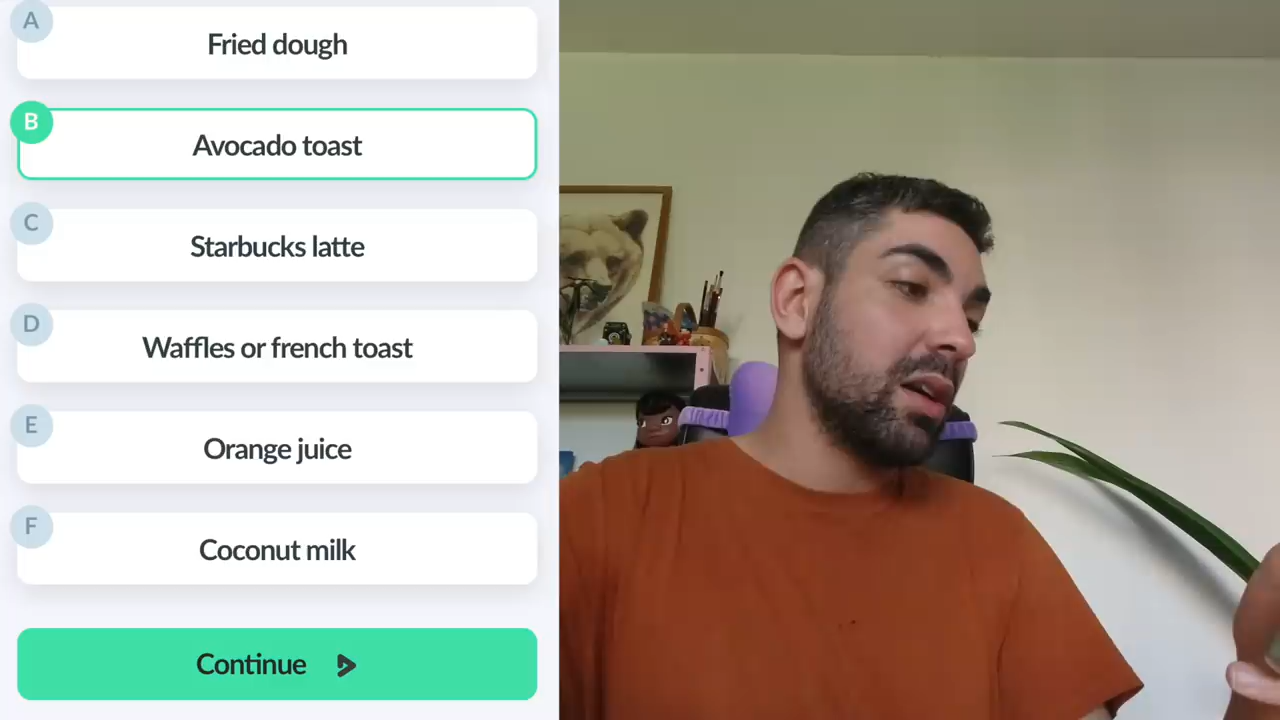 A
Fried dough
B
Avocado toast
C
Starbucks latte
D
Waffles or french toast
E
Orange juice
F
Coconut milk
Continue